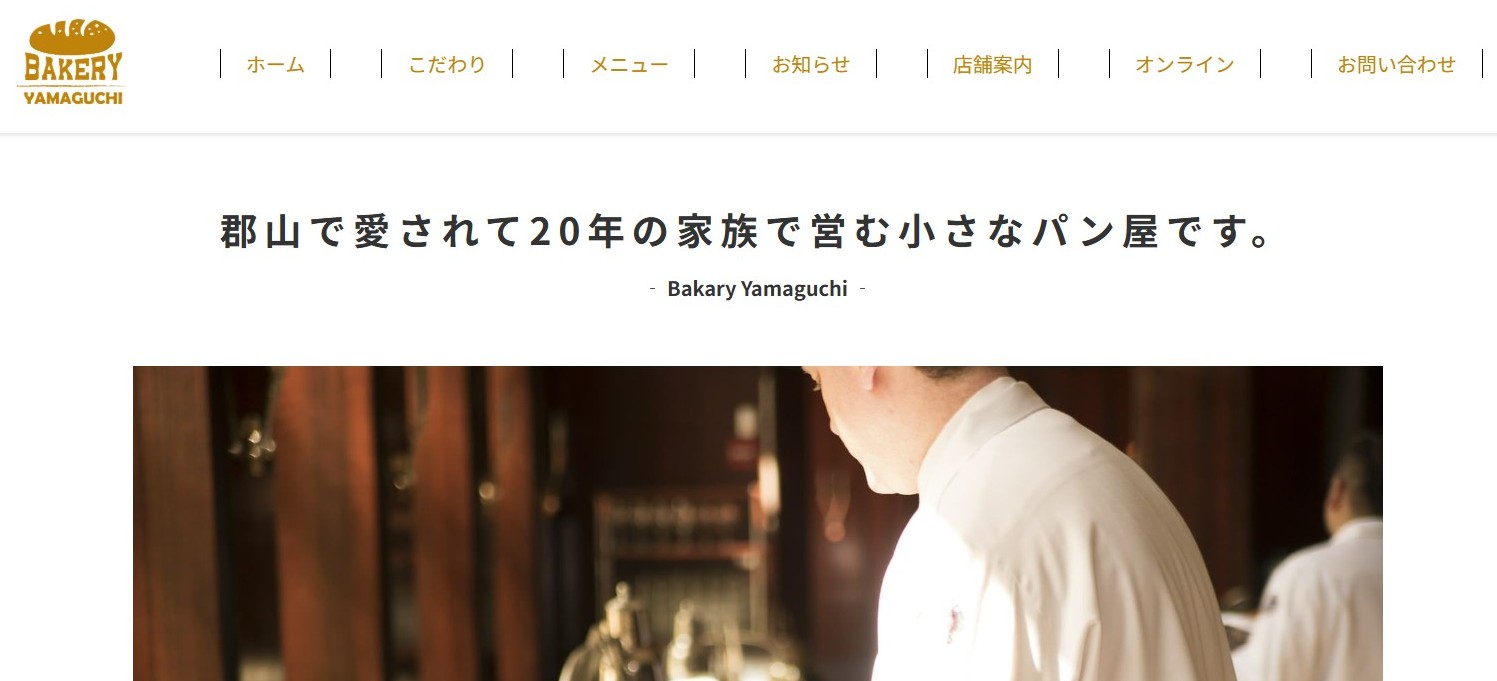 BAKERY
YAMAGUCHI
ホーム
こだわり
メニュー
お知らせ
店舗案内
オンライン
お問い合わせ
郡山で愛されて20年の家族で営む小さなパン屋です。
- Bakary Yamaguchi -